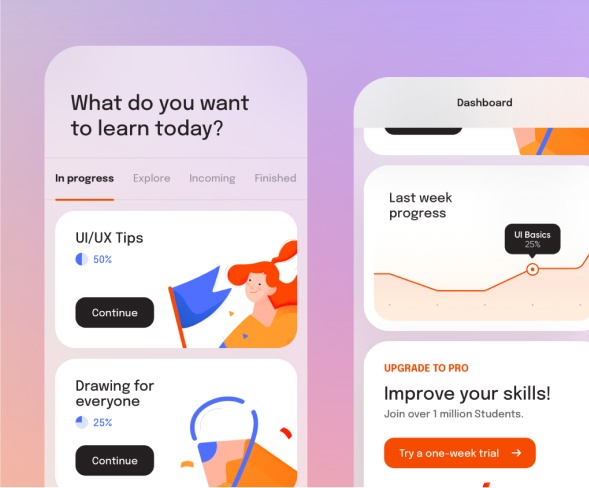 What do you want
to learn today?
In progress
Explore
Incoming
Finished
UI/UX Tips
50%
Continue
Drawing for
everyone
25%
Continue
Dashboard
Last week
progress
UI Basics
25%
UPGRADE TO PRO
Improve your skills!
Join over 1 million Students.
Try a one-week trial →